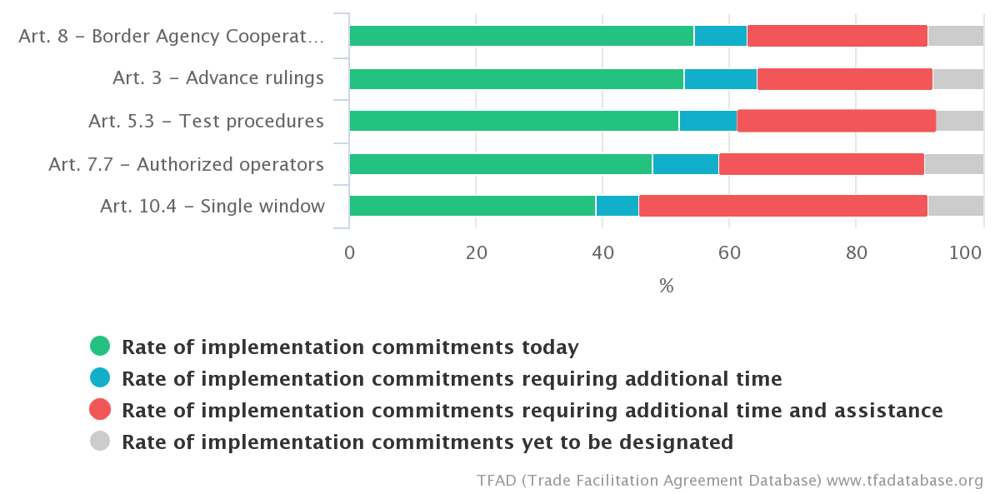 Art. 8 – Border Agency Cooperat...
Art. 3 – Advance rulings
Art. 5.3 – Test procedures
Art. 7.7 – Authorized operators
Art. 10.4 – Single window
0 20 40 60 80 100
%
Rate of implementation commitments today
Rate of implementation commitments requiring additional time
Rate of implementation commitments requiring additional time and assistance
Rate of implementation commitments yet to be designated
TFAD (Trade Facilitation Agreement Database) www.tfadatabase.org